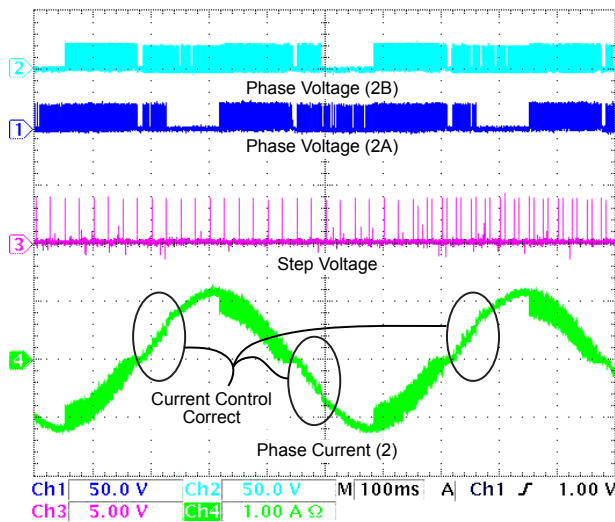 2
Phase Voltage (2B)
1
Phase Voltage (2A)
3
Step Voltage
4
Current Control
Correct
Phase Current (2)
Ch1 50.0 V Ch2 50.0 V M 100ms A Ch1 1.00 V
Ch3 5.00 V Ch4 1.00 A Ω